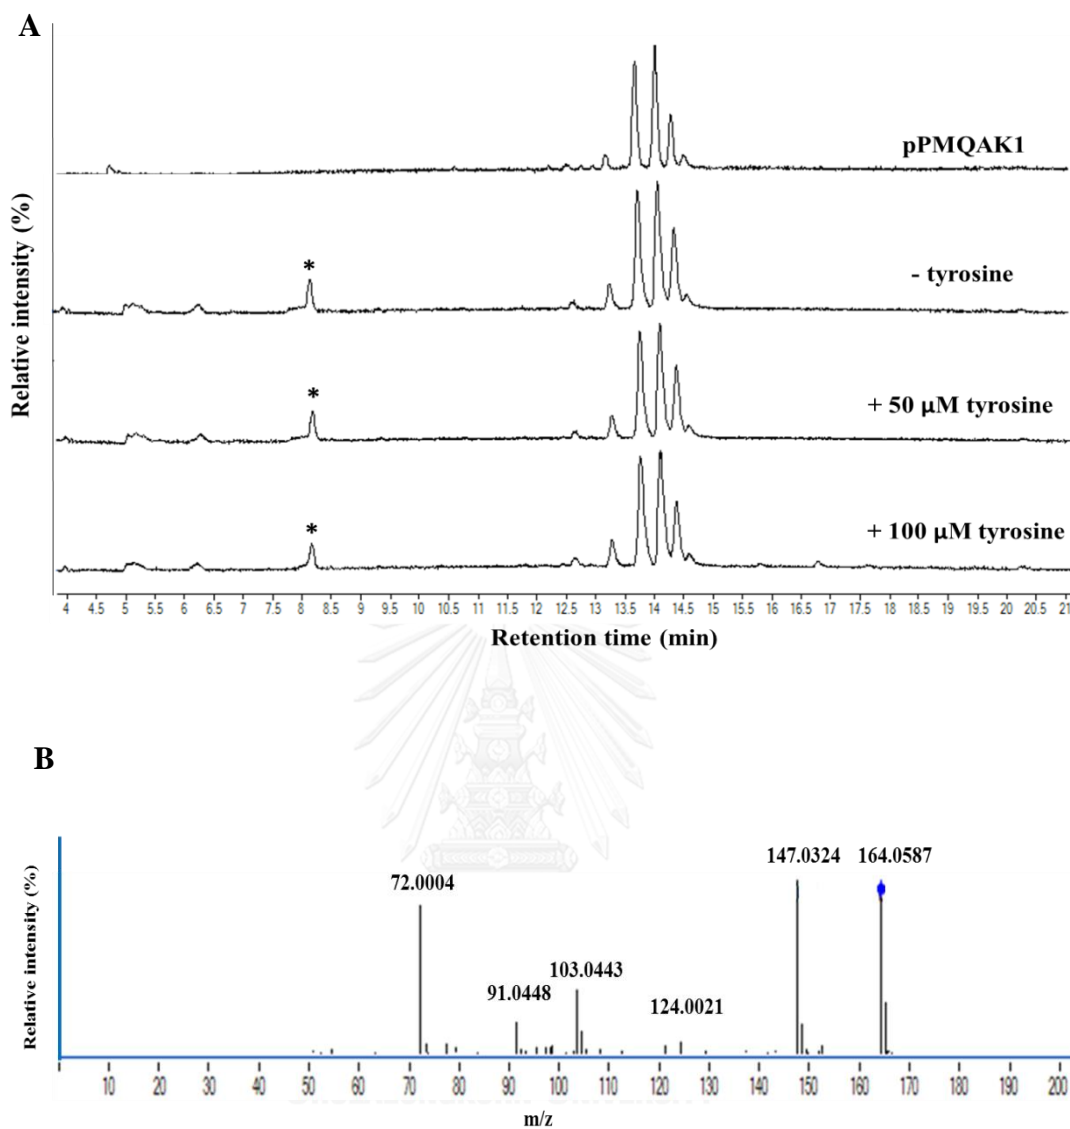 A
Relative intensity (%)
pPMQAK1
*
- tyrosine
*
+ 50 µM tyrosine
*
+ 100 µM tyrosine
4 4.5 5 5.5 6 6.5 7 7.5 8 8.5 9 9.5 10 10.5 11 11.5 12 12.5 13 13.5 14 14.5 15 15.5 16 16.5 17 17.5 18 18.5 19 19.5 20 20.5 21
Retention time (min)
B
Relative intensity (%)
147.0324 164.0587
72.0004
103.0443
91.0448
124.0021
10 20 30 40 50 60 70 80 90 100 110 120 130 140 150 160 170 180 190 200
m/z